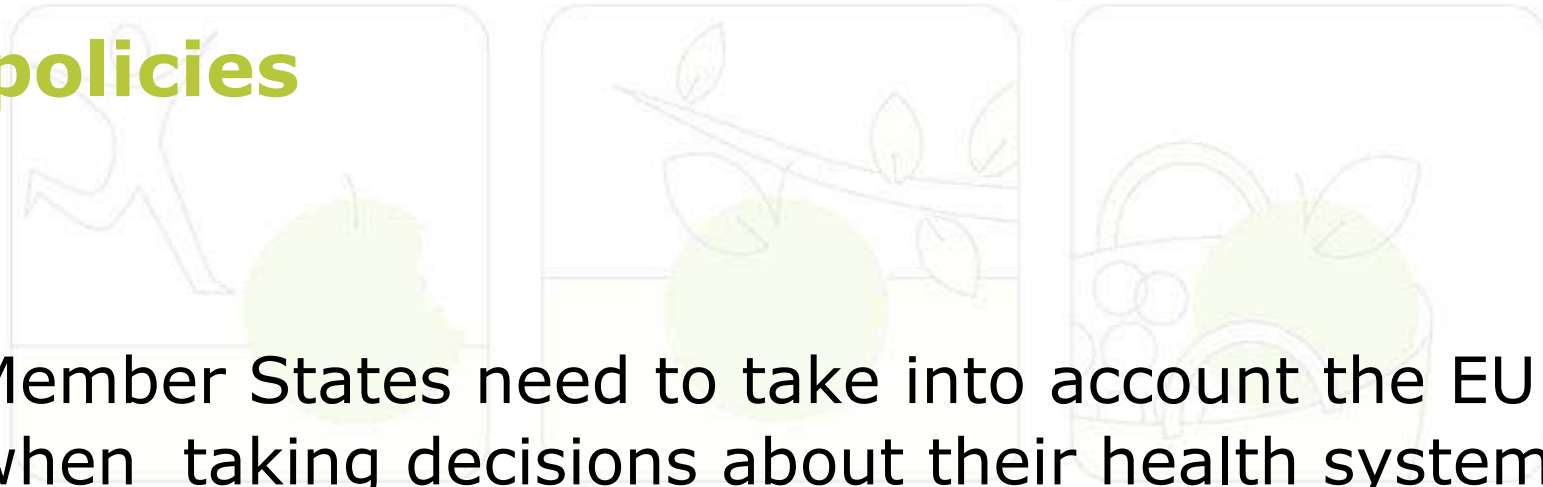 policies
Member States need to take into account the EU
when taking decisions about their health system